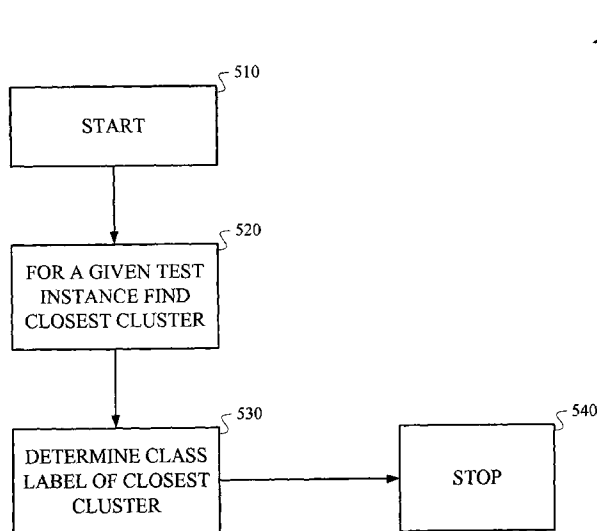 510
START
520
FOR A GIVEN TEST
INSTANCE FIND
CLOSEST CLUSTER
530
DETERMINE CLASS
LABEL OF CLOSEST
CLUSTER
540
STOP